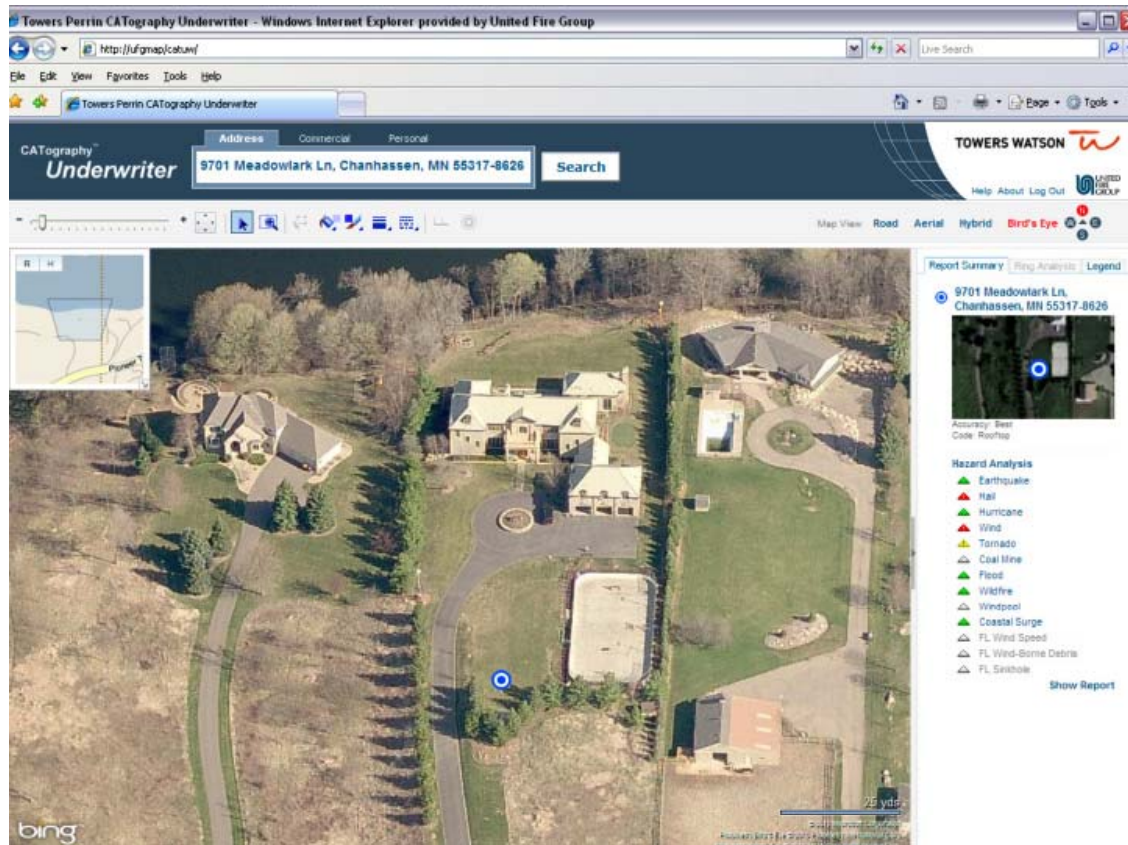 Towers Perrin CATography Underwriter - Windows Internet Explorer provided by United Fire Group
http://ufgmap/catuw/
Live Search
File Edit View Favorites Tools Help
Towers Perrin CATography Underwriter
Page Tools
Address Commercial Personal
CATography™
Underwriter
9701 Meadowlark Ln, Chanhassen, MN 55317-8626
Search
TOWERS WATSON
Help About Log Out
UNITED FIRE GROUP
Map View Road Aerial Hybrid Bird's Eye N W E S
R H
Pioneer T
Report Summary Ring Analysis Legend
9701 Meadowlark Ln,
Chanhassen, MN 55317-8626
Accuracy: Best
Code: Rooftop
Hazard Analysis
Earthquake
Hail
Hurricane
Wind
Tornado
Coal Mine
Flood
Wildfire
Windpool
Coastal Surge
FL Wind Speed
FL Wind-Borne Debris
FL Sinkhole
Show Report
25 yds
bing